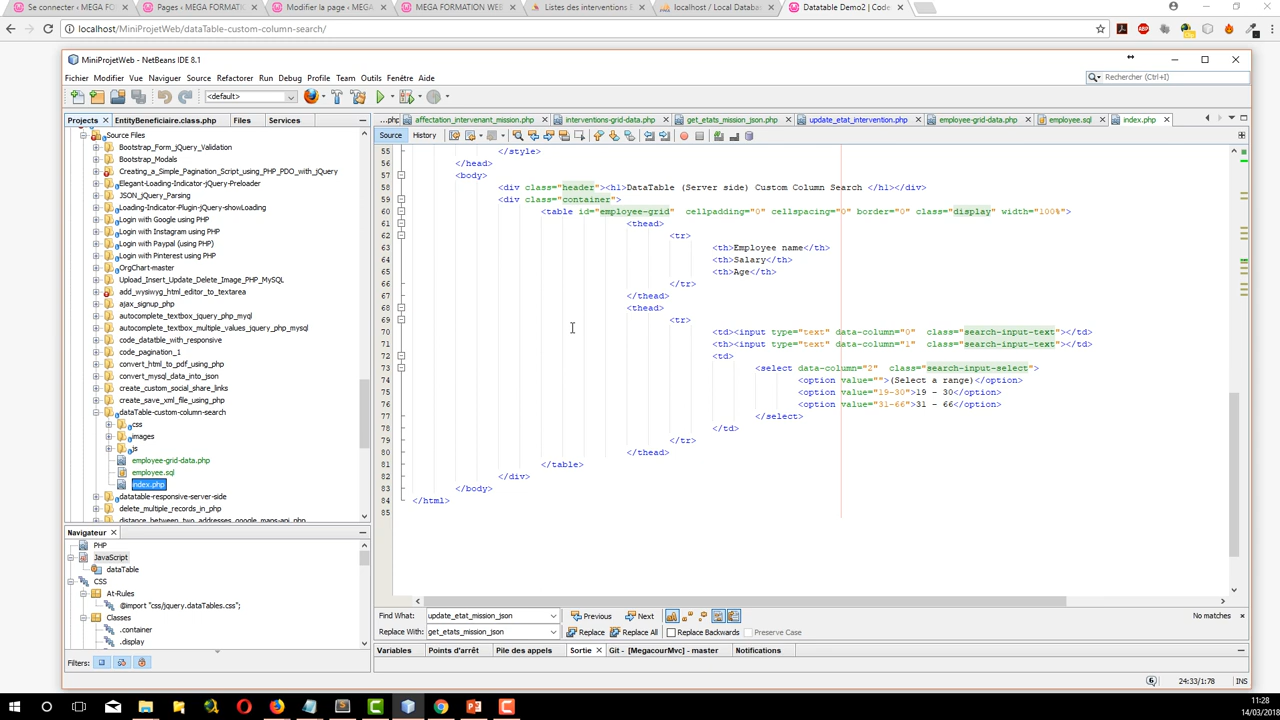 Se connecter ‹ MEGA FORMA
Pages ‹ MEGA FORMATION
Modifier la page ‹ MEGA
MEGA FORMATION WEB
Listes des interventions
localhost / Local Databas
Datatable Demo2 | Code
localhost/MiniProjetWeb/dataTable-custom-column-search/
MiniProjetWeb - NetBeans IDE 8.1
Fichier Modifier Vue Naviguer Source Refactorer Run Debug Profile Team Outils Fenêtre Aide
Rechercher (Ctrl+I)
<default>
Projects EntityBeneficiaire.class.php Files Services
...php affectation_intervenant_mission.php interventions-grid-data.php get_etats_mission_json.php update_etat_intervention.php employee-grid-data.php employee.sql index.php
Source History
Source Files
Bootstrap_Form_jQuery_Validation
Bootstrap_Modals
Creating_a_Simple_Pagination_Script_using_PHP_PDO_with_jQuery
Elegant-Loading-Indicator-jQuery-Preloader
JSON_jQuery_Parsing
Loading-Indicator-Plugin-jQuery-showLoading
Login with Google using PHP
Login with Instagram using PHP
Login with Paypal (using PHP)
Login with Pinterest using PHP
OrgChart-master
Upload_Insert_Update_Delete_Image_PHP_MySQL
add_wysiwyg_html_editor_to_textarea
ajax_signup_php
autocomplete_textbox_jquery_php_myql
autocomplete_textbox_multiple_values_jquery_php_mysql
code_datatble_with_responsive
code_pagination_1
convert_html_to_pdf_using_php
convert_mysql_data_into_json
create_custom_social_share_links
create_save_xml_file_using_php
dataTable-custom-column-search
css
images
js
employee-grid-data.php
employee.sql
index.php
datatable-responsive-server-side
delete_multiple_records_in_php
distance_between_two_addresses_google_maps-api_php
55 </style>
56 </head>
57 <body>
58 <div class="header"><h1>DataTable (Server side) Custom Column Search </h1></div>
59 <div class="container">
60 <table id="employee-grid" cellpadding="0" cellspacing="0" border="0" class="display" width="100%">
61 <thead>
62 <tr>
63 <th>Employee name</th>
64 <th>Salary</th>
65 <th>Age</th>
66 </tr>
67 </thead>
68 <thead>
69 <tr>
70 <td><input type="text" data-column="0" class="search-input-text"></td>
71 <th><input type="text" data-column="1" class="search-input-text"></td>
72 <td>
73 <select data-column="2" class="search-input-select">
74 <option value="">(Select a range)</option>
75 <option value="19-30">19 - 30</option>
76 <option value="31-66">31 - 66</option>
77 </select>
78 </td>
79 </tr>
80 </thead>
81 </table>
82 </div>
83 </body>
84 </html>
85
Navigateur
PHP
JavaScript
dataTable
CSS
At-Rules
@import "css/jquery.dataTables.css";
Classes
.container
.display
Filters:
Find What: update_etat_mission_json Previous Next No matches
Replace With: get_etats_mission_json Replace Replace All Replace Backwards Preserve Case
Variables Points d'arrêt Pile des appels Sortie Git - [MegacourMvc] - master Notifications
24:33/1:78 INS
11:28
14/03/2018